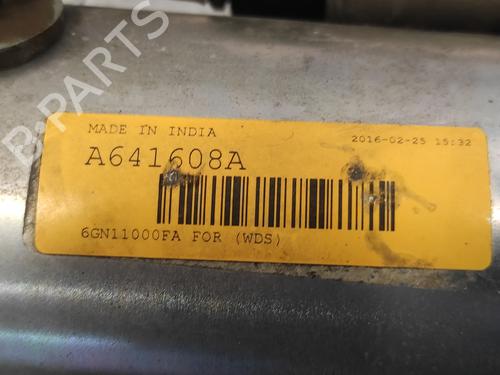 MADE IN INDIA
2016-02-25 15:32
A641608A
6GN11000FA FOR (WDS)
B-PARTS